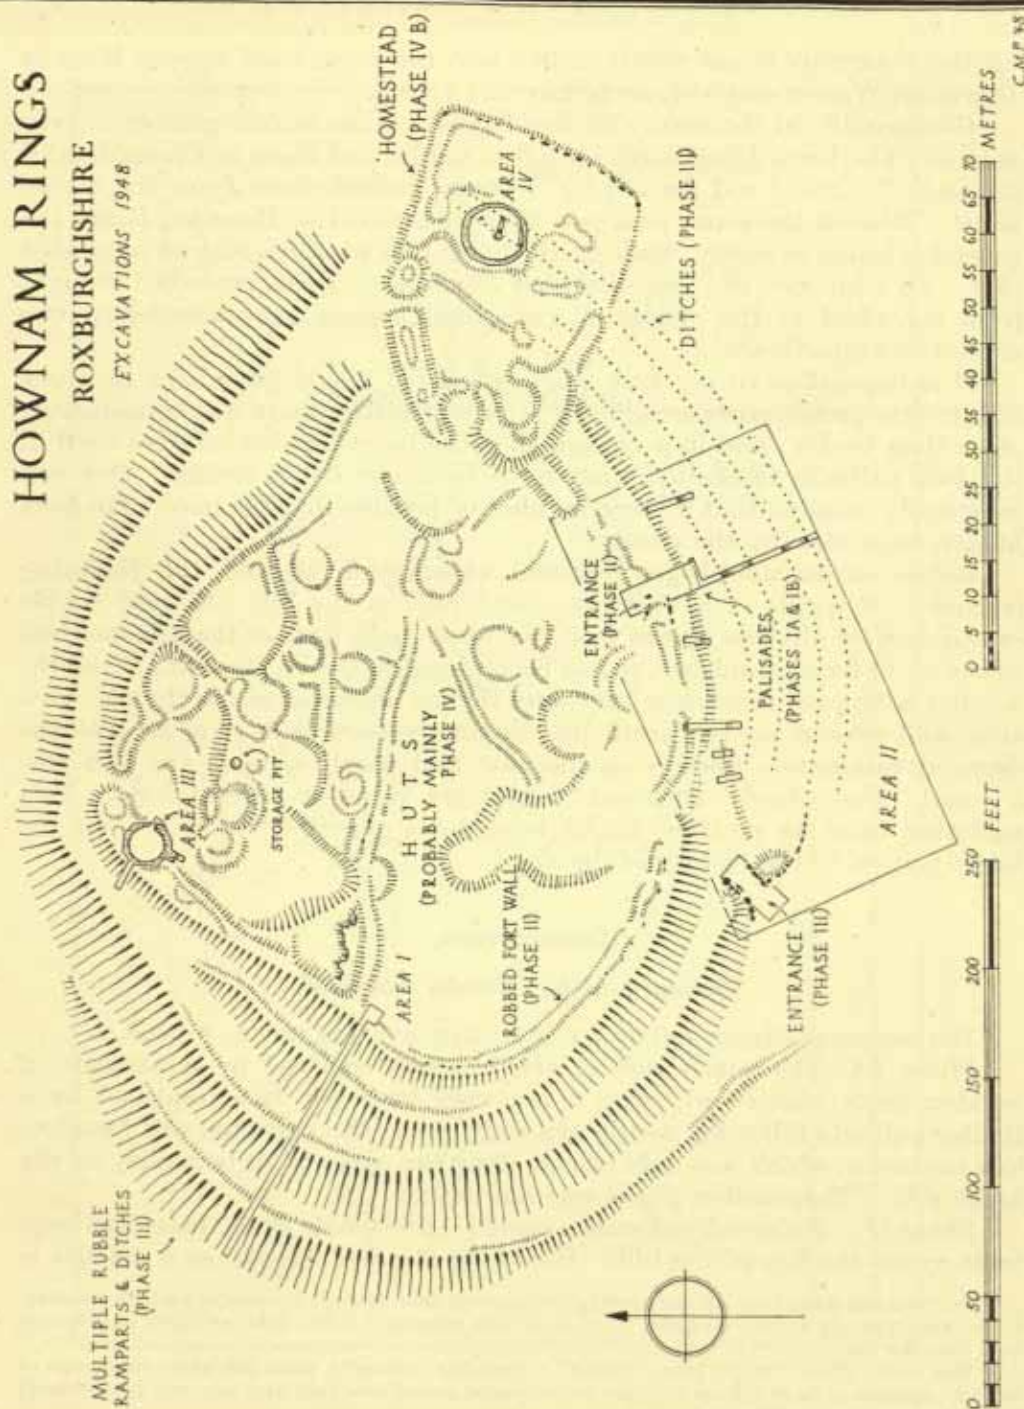 HOWNAM RINGS
ROXBURGHSHIRE
EXCAVATIONS 1948
MULTIPLE RUBBLE
RAMPARTS & DITCHES
(PHASE III)
HOMESTEAD
(PHASE IV B)
AREA
IV
AREA III
STORAGE PIT
AREA I
HUTS
(PROBABLY MAINLY
PHASE IV)
ROBBED FORT WALL
(PHASE II)
ENTRANCE
(PHASE II)
DITCHES (PHASE III)
PALISADES
(PHASES IA & IB)
ENTRANCE
(PHASE III)
AREA II
0 50 100 150 200 250 FEET
0 5 10 15 20 25 30 35 40 45 50 55 60 65 70 METRES